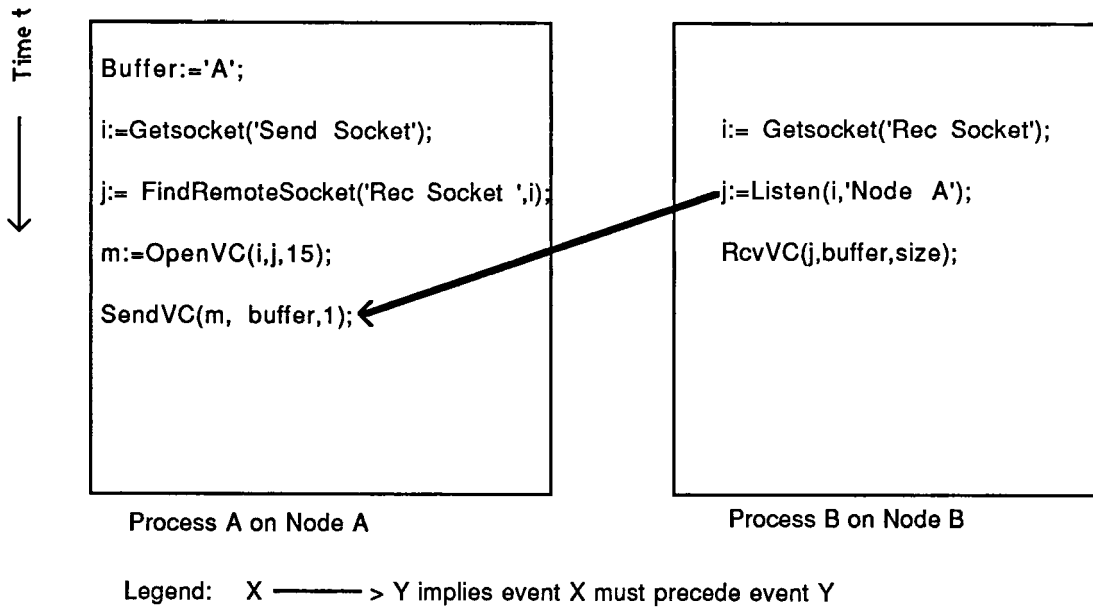 Time t
Buffer:='A';
i:=Getsocket('Send Socket');
j:= FindRemoteSocket('Rec Socket ',i);
m:=OpenVC(i,j,15);
SendVC(m, buffer,1);
i:= Getsocket('Rec Socket');
j:=Listen(i,'Node A');
RcvVC(j,buffer,size);
Process A on Node A
Process B on Node B
Legend: X ——— > Y implies event X must precede event Y